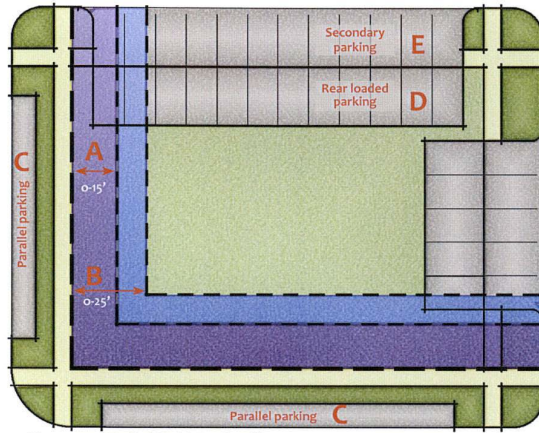 Secondary parking E
Rear loaded parking D
A
0-15'
C
Parallel parking
B
0-25'
Parallel parking C